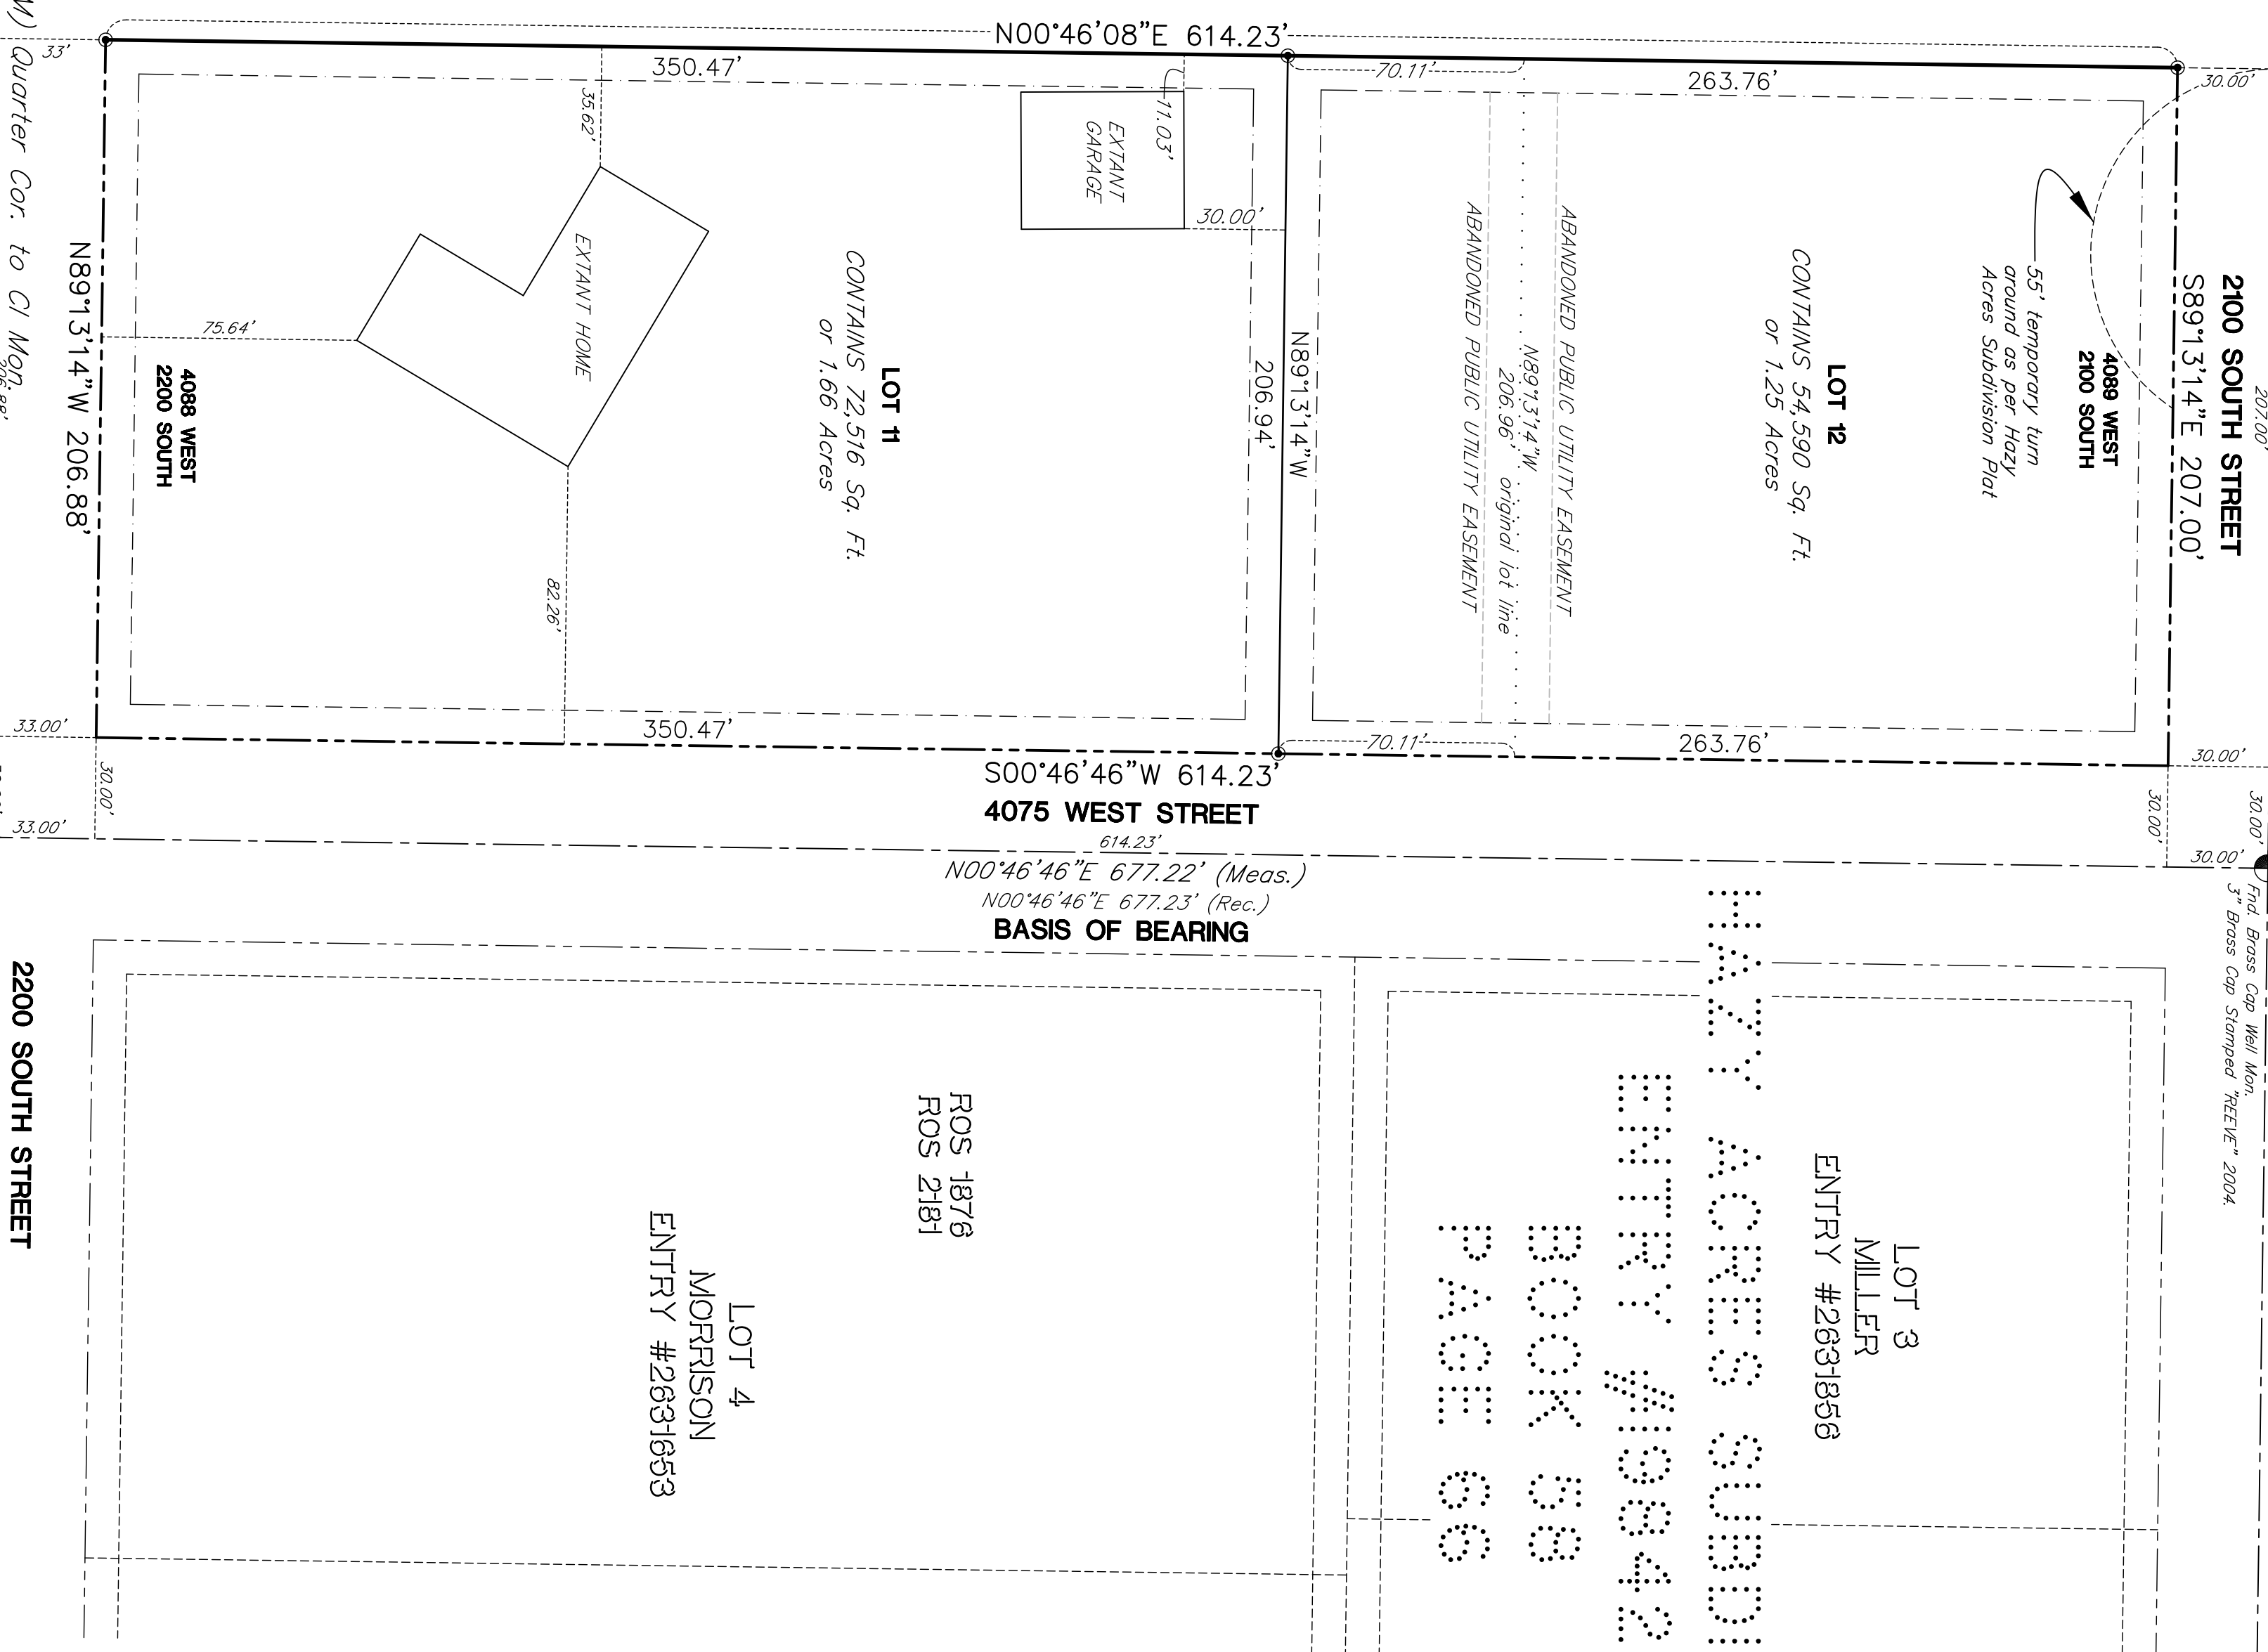 N00°46'08"E 614.23'
33'
350.47'
70.11'
263.76'
30.00'
35.62'
11.03'
EXTANT
GARAGE
30.00'
EXTANT HOME
75.64'
82.26'
N89°13'14"W 206.88'
4088 WEST
2200 SOUTH
LOT 11
CONTAINS 72,516 Sq. Ft.
or 1.66 Acres
N89°13'14"W
206.94'
ABANDONED PUBLIC UTILITY EASEMENT
N89°13'14"W
206.96' original lot line
ABANDONED PUBLIC UTILITY EASEMENT
LOT 12
CONTAINS 54,590 Sq. Ft.
or 1.25 Acres
55' temporary turn
around as per Hazy
Acres Subdivision Plat
4089 WEST
2100 SOUTH
2100 SOUTH STREET
S89°13'14"E 207.00'
207.00'
Quarter Cor. to CI Mon.
206.88'
350.47'
70.11'
263.76'
33.00'
30.00'
30.00'
30.00'
30.00'
30.00'
33.00'
S00°46'46"W 614.23'
4075 WEST STREET
614.23'
N00°46'46"E 677.22' (Meas.)
N00°46'46"E 677.23' (Rec.)
BASIS OF BEARING
Fnd. Brass Cap Well Mon.
3" Brass Cap Stamped "REEVE" 2004.
2200 SOUTH STREET
ROS 1876
ROS 2181
LOT 4
MORRISON
ENTRY #2631653
LOT 3
MILLER
ENTRY #2631856
HAZY ACRES SUBDI
ENTRY #19842
BOOK 58
PAGE 66